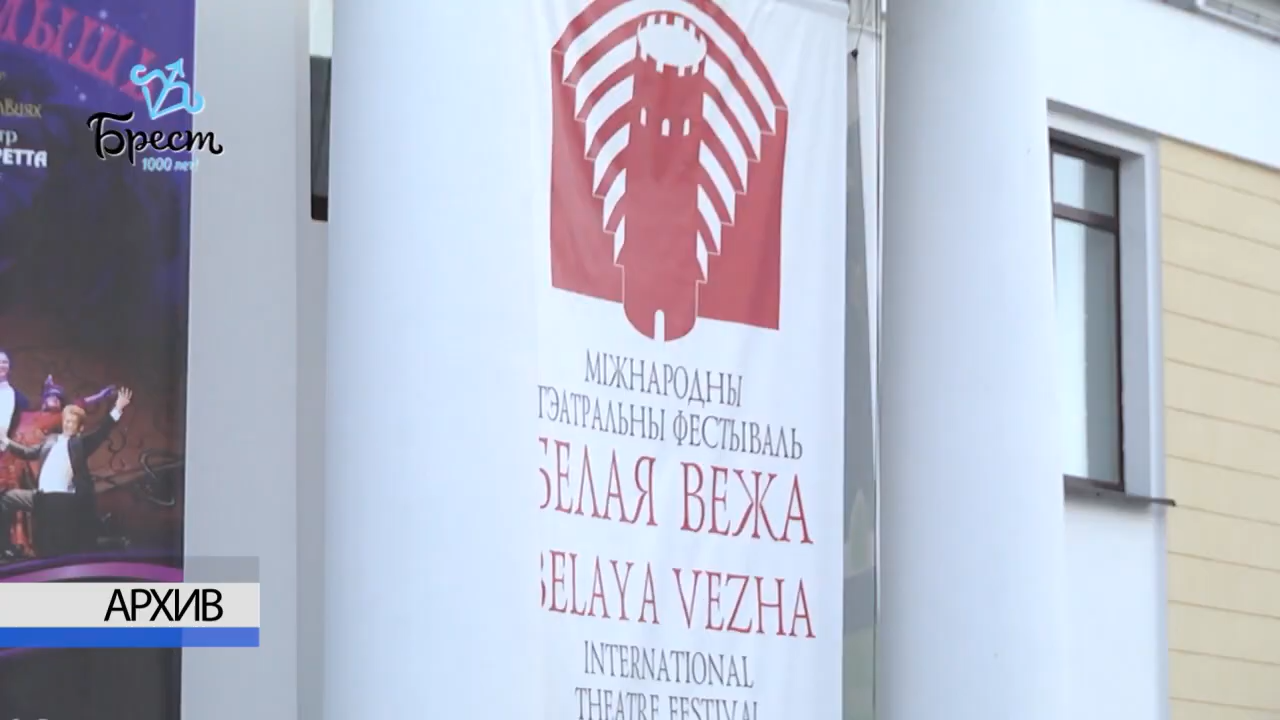 Брест
1000 лет!
МІЖНАРОДНЫ
ТЭАТРАЛЬНЫ ФЕСТЫВАЛЬ
БЕЛАЯ ВЕЖА
BELAYA VEZHA
INTERNATIONAL
THEATRE FESTIVAL
АРХИВ